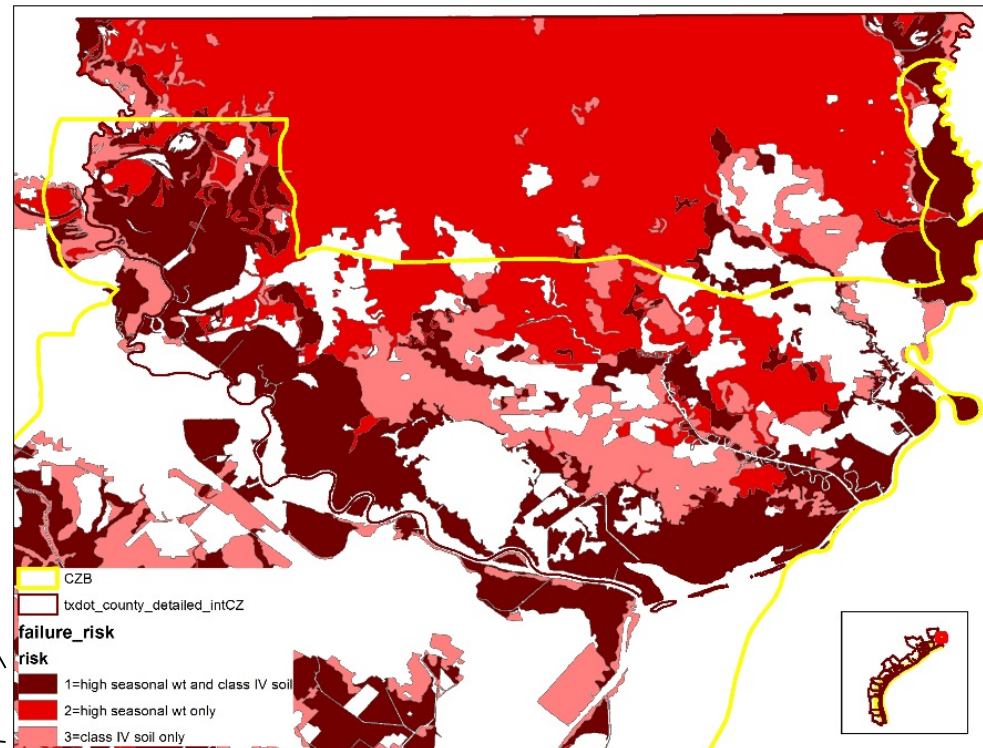 CZB
txdot_county_detailed_intCZ
failure_risk
risk
1=high seasonal wt and class IV soil
2=high seasonal wt only
3=class IV soil only